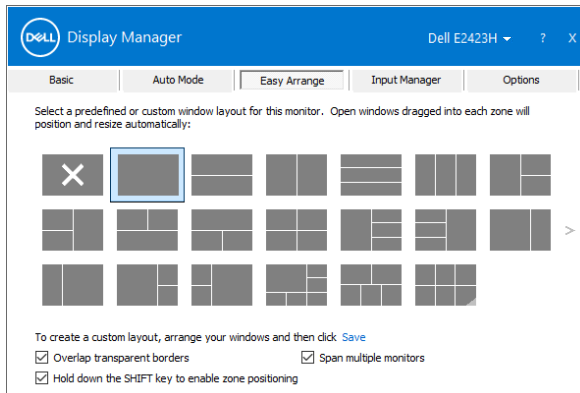 DELL Display Manager Dell E2423H ? X
Basic Auto Mode Easy Arrange Input Manager Options
Select a predefined or custom window layout for this monitor. Open windows dragged into each zone will
position and resize automatically:
>
To create a custom layout, arrange your windows and then click Save
Overlap transparent borders Span multiple monitors
Hold down the SHIFT key to enable zone positioning